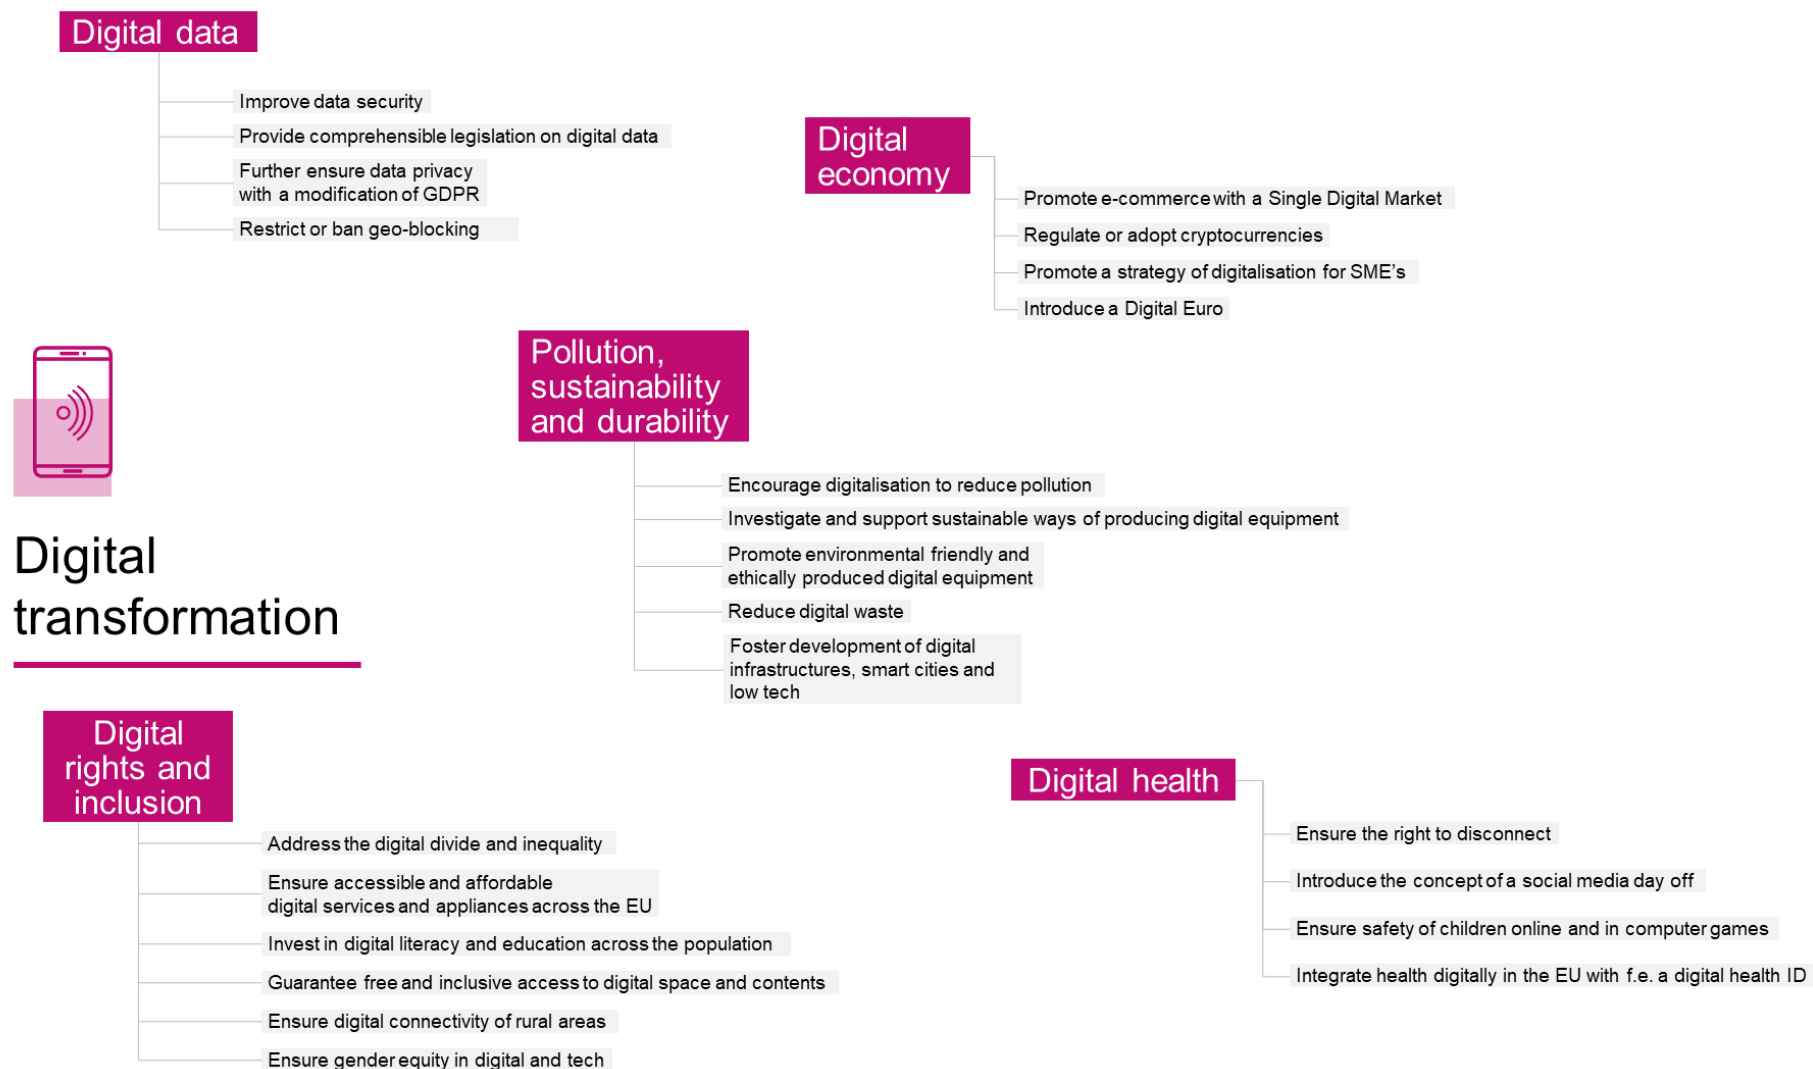 Digital data
Improve data security
Provide comprehensible legislation on digital data
Further ensure data privacy
with a modification of GDPR
Restrict or ban geo-blocking
Digital
economy
Promote e-commerce with a Single Digital Market
Regulate or adopt cryptocurrencies
Promote a strategy of digitalisation for SME's
Introduce a Digital Euro
Pollution,
sustainability
and durability
Encourage digitalisation to reduce pollution
Investigate and support sustainable ways of producing digital equipment
Promote environmental friendly and
ethically produced digital equipment
Reduce digital waste
Foster development of digital
infrastructures, smart cities and
low tech
Digital
transformation
Digital
rights and
inclusion
Address the digital divide and inequality
Ensure accessible and affordable
digital services and appliances across the EU
Invest in digital literacy and education across the population
Guarantee free and inclusive access to digital space and contents
Ensure digital connectivity of rural areas
Ensure gender equity in digital and tech
Digital health
Ensure the right to disconnect
Introduce the concept of a social media day off
Ensure safety of children online and in computer games
Integrate health digitally in the EU with f.e. a digital health ID